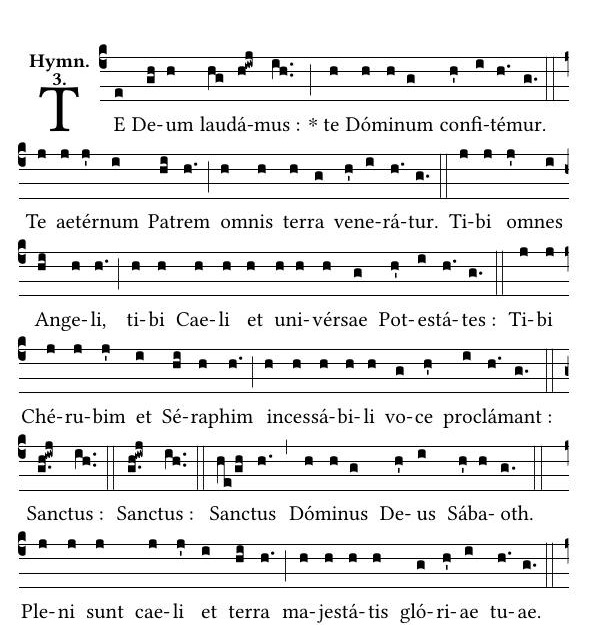 Hymn.
3.
TE De-um laudá-mus : * te Dóminum confi-témur.
Te aetérnum Patrem omnis terra vene-rá-tur. Ti-bi omnes
Ange-li, ti-bi Cae-li et uni-vérsae Pot-está-tes : Ti-bi
Ché-ru-bim et Sé-raphim incessá-bi-li vo-ce proclámant :
Sanctus : Sanctus : Sanctus Dóminus De-us Sába-oth.
Ple-ni sunt cae-li et terra ma-jestá-tis gló-ri-ae tu-ae.